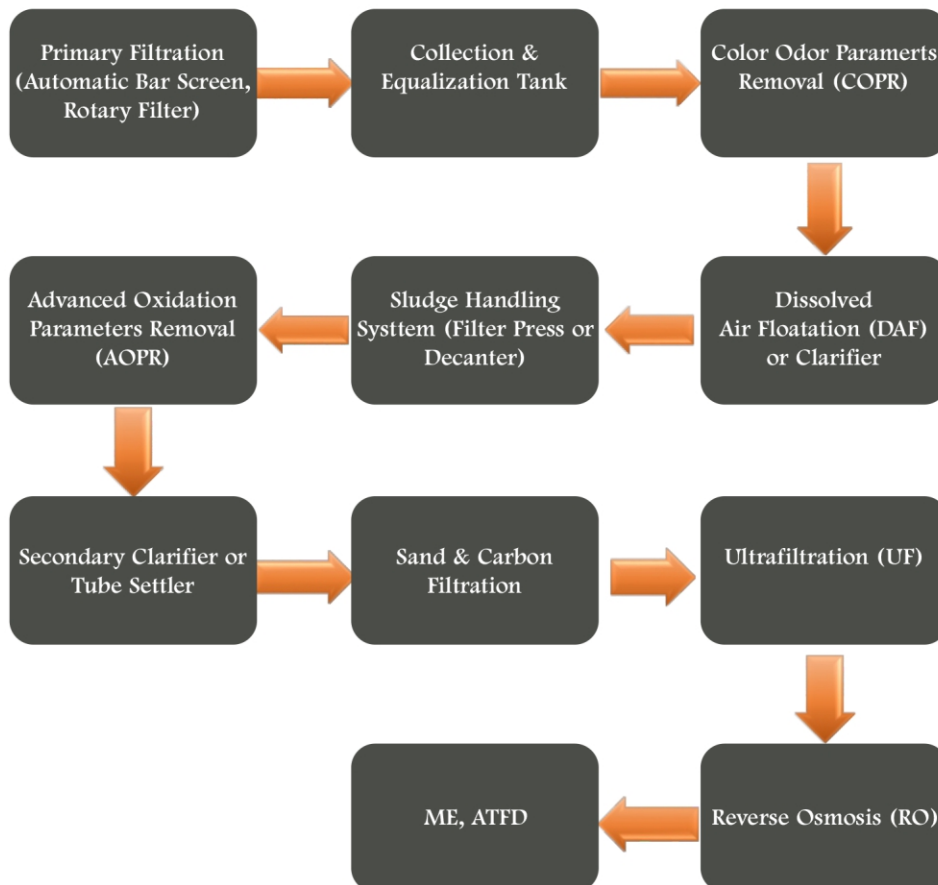 Primary Filtration
(Automatic Bar Screen,
Rotary Filter)
Collection &
Equalization Tank
Color Odor Paramerts
Removal (COPR)
Advanced Oxidation
Parameters Removal
(AOPR)
Sludge Handling
Systtem (Filter Press or
Decanter)
Dissolved
Air Floatation (DAF)
or Clarifier
Secondary Clarifier or
Tube Settler
Sand & Carbon
Filtration
Ultrafiltration (UF)
ME, ATFD
Reverse Osmosis (RO)